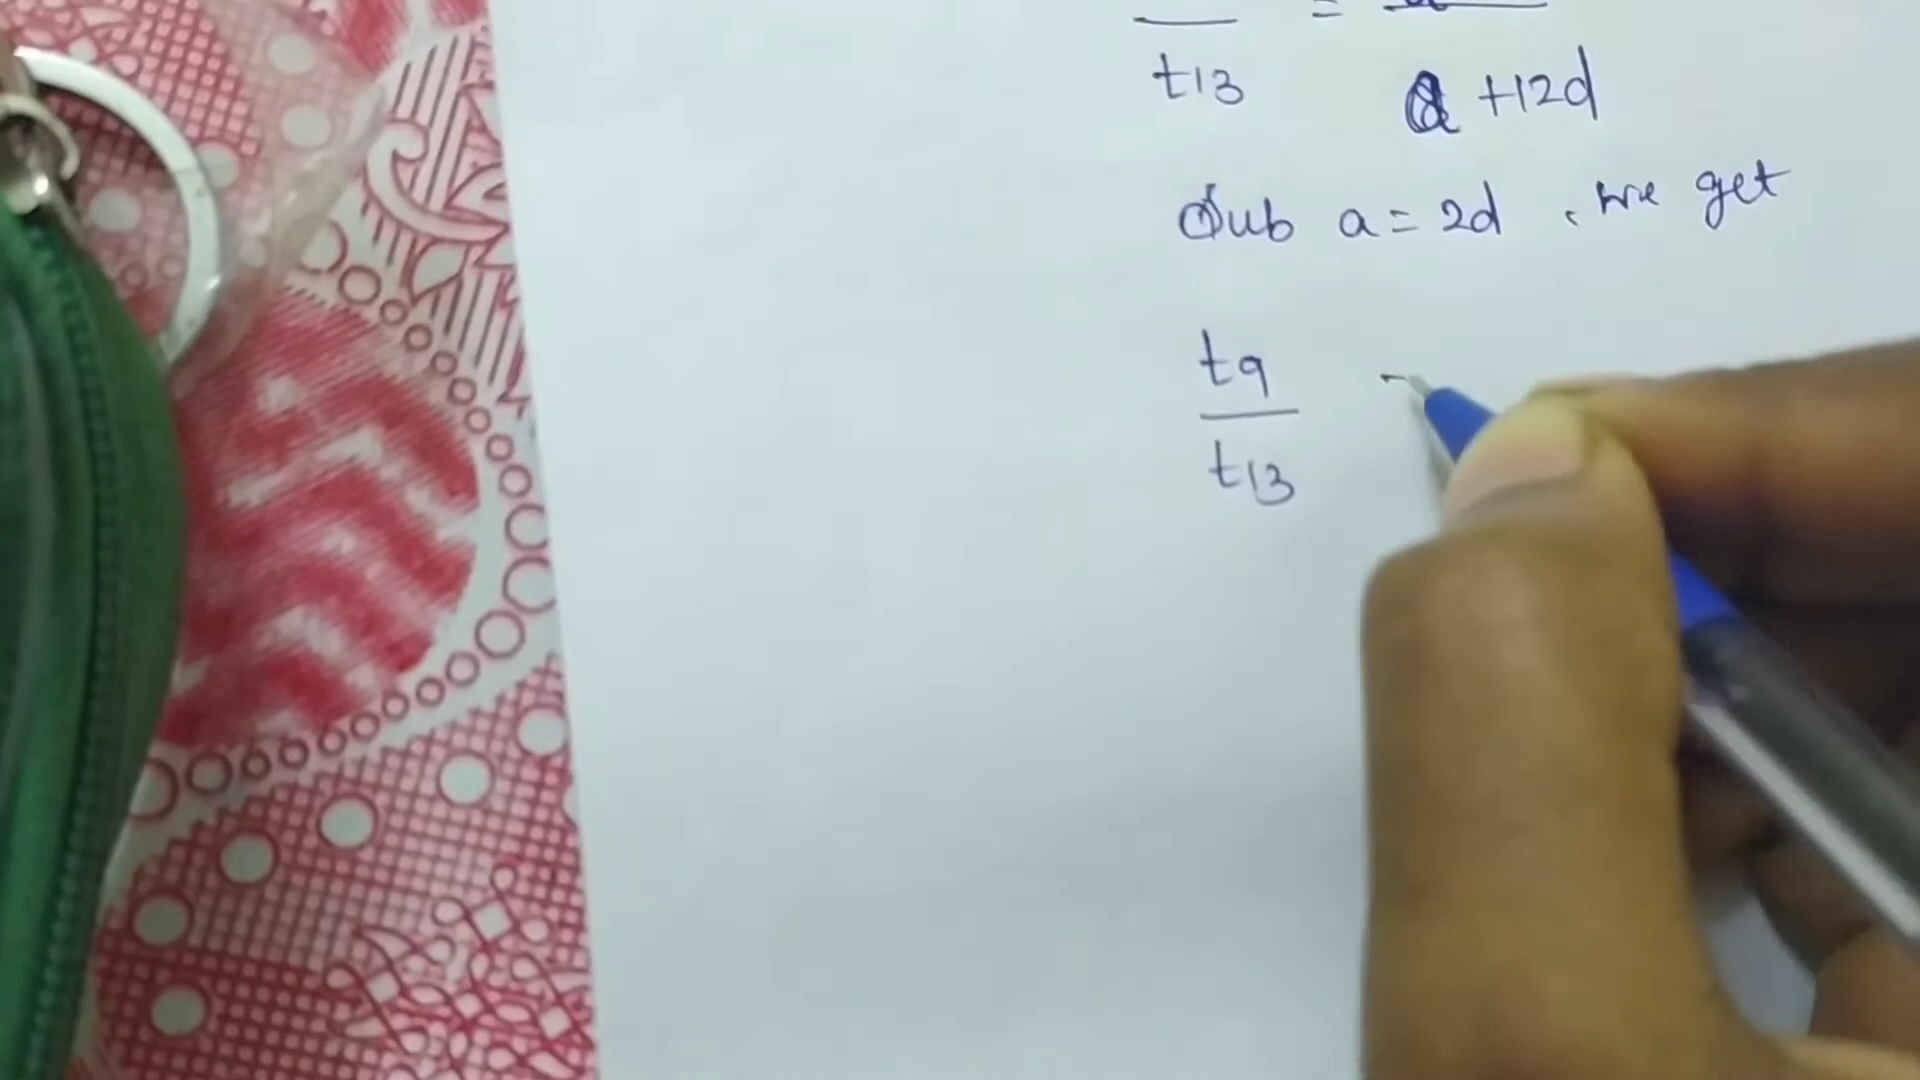 =
t13 a +12d
Sub a = 2d , we get
t9
t13